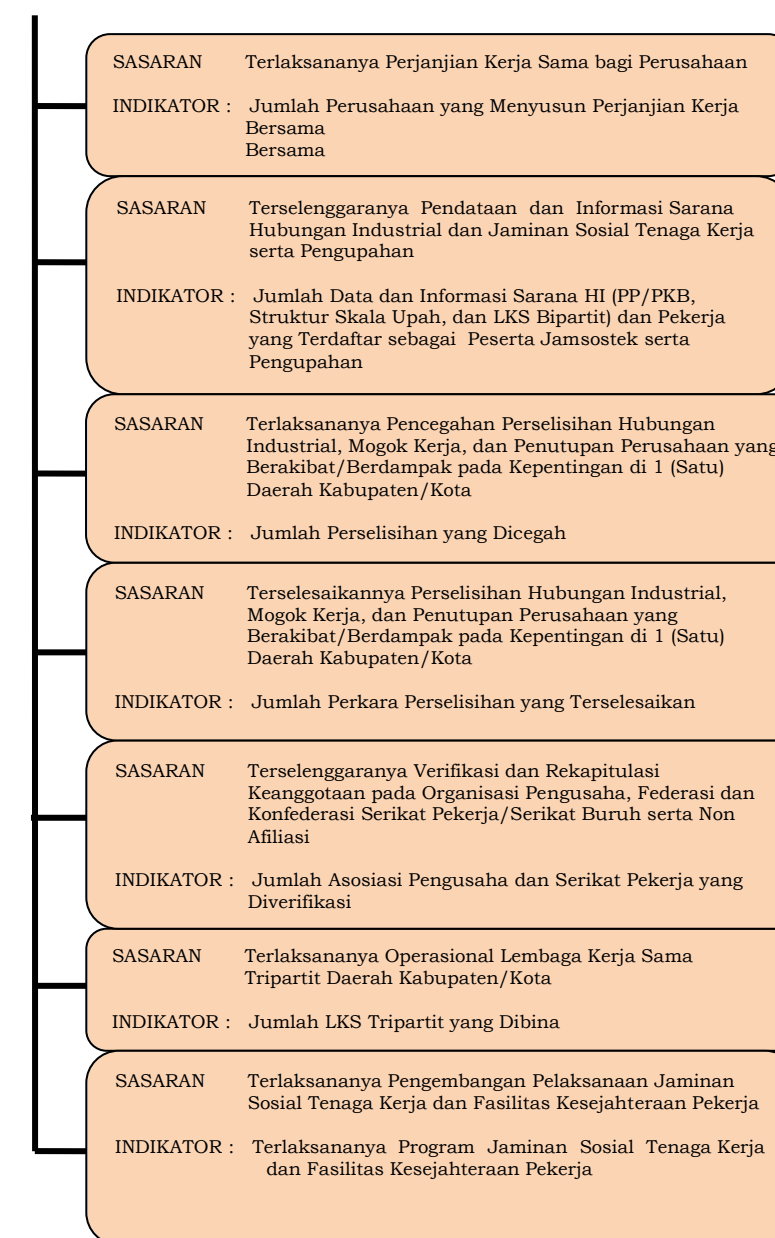 SASARAN Terlaksananya Perjanjian Kerja Sama bagi Perusahaan
INDIKATOR : Jumlah Perusahaan yang Menyusun Perjanjian Kerja
Bersama
Bersama
SASARAN Terselenggaranya Pendataan dan Informasi Sarana
Hubungan Industrial dan Jaminan Sosial Tenaga Kerja
serta Pengupahan
INDIKATOR : Jumlah Data dan Informasi Sarana HI (PP/PKB,
Struktur Skala Upah, dan LKS Bipartit) dan Pekerja
yang Terdaftar sebagai Peserta Jamsostek serta
Pengupahan
SASARAN Terlaksananya Pencegahan Perselisihan Hubungan
Industrial, Mogok Kerja, dan Penutupan Perusahaan yang
Berakibat/Berdampak pada Kepentingan di 1 (Satu)
Daerah Kabupaten/Kota
INDIKATOR : Jumlah Perselisihan yang Dicegah
SASARAN Terselesaikannya Perselisihan Hubungan Industrial,
Mogok Kerja, dan Penutupan Perusahaan yang
Berakibat/Berdampak pada Kepentingan di 1 (Satu)
Daerah Kabupaten/Kota
INDIKATOR : Jumlah Perkara Perselisihan yang Terselesaikan
SASARAN Terselenggaranya Verifikasi dan Rekapitulasi
Keanggotaan pada Organisasi Pengusaha, Federasi dan
Konfederasi Serikat Pekerja/Serikat Buruh serta Non
Afiliasi
INDIKATOR : Jumlah Asosiasi Pengusaha dan Serikat Pekerja yang
Diverifikasi
SASARAN Terlaksananya Operasional Lembaga Kerja Sama
Tripartit Daerah Kabupaten/Kota
INDIKATOR : Jumlah LKS Tripartit yang Dibina
SASARAN Terlaksananya Pengembangan Pelaksanaan Jaminan
Sosial Tenaga Kerja dan Fasilitas Kesejahteraan Pekerja
INDIKATOR : Terlaksananya Program Jaminan Sosial Tenaga Kerja
dan Fasilitas Kesejahteraan Pekerja